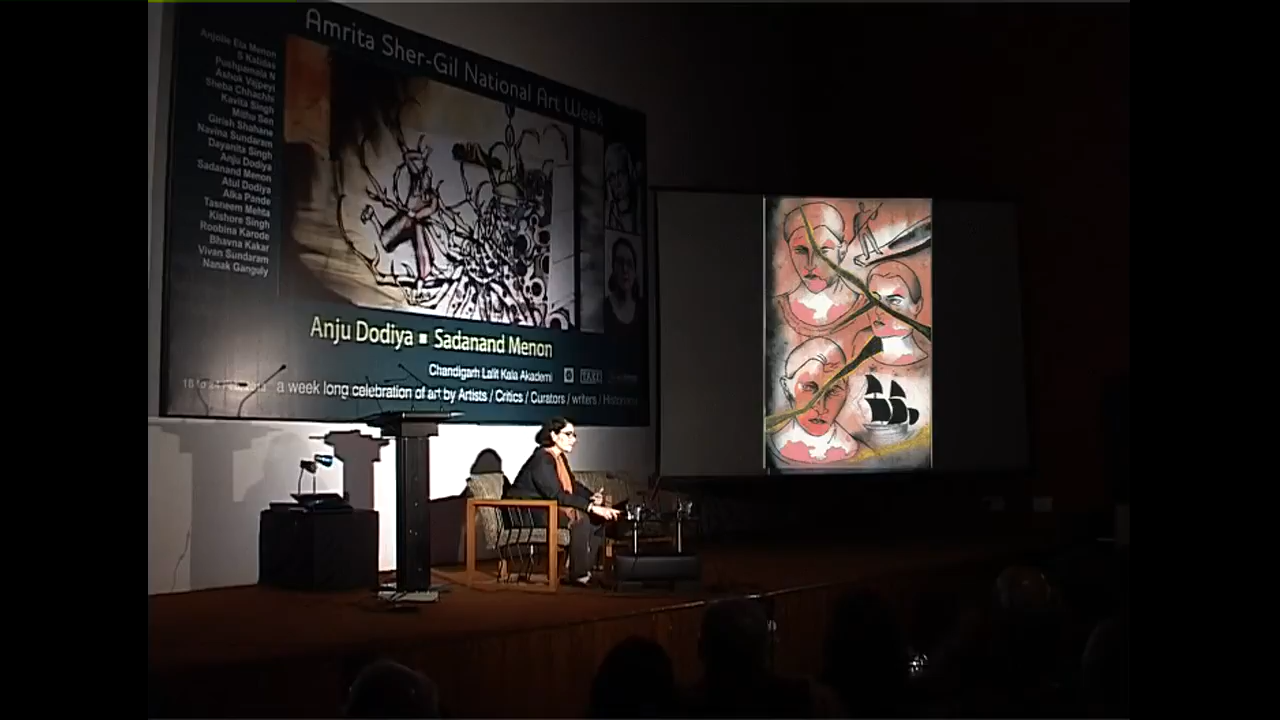 Amrita Sher-Gil National Art Week
Anjolie Ela Menon
S Kalidas
Pushpamala N
Ashok Vajpeyi
Sheba Chhachhi
Kavita Singh
Mithu Sen
Girish Shahane
Navina Sundaram
Dayanita Singh
Anju Dodiya
Sadanand Menon
Atul Dodiya
Alka Pande
Tasneem Mehta
Kishore Singh
Roobina Karode
Bhavna Kakar
Vivan Sundaram
Nanak Ganguly
Anju Dodiya ▪ Sadanand Menon
Chandigarh Lalit Kala Akademi
TAKE
a week long celebration of art by Artists / Critics / Curators / writers /